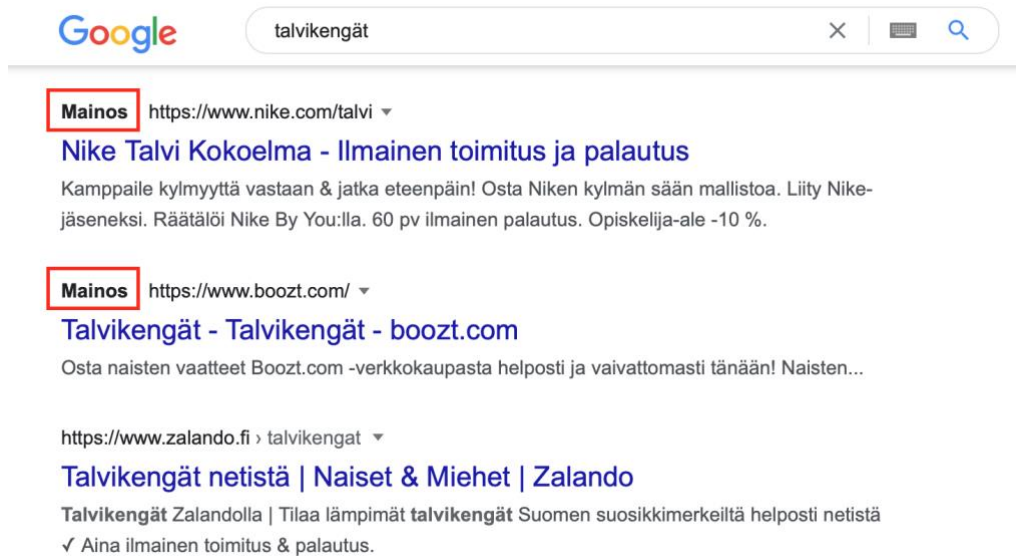 Google
talvikengät
Mainos https://www.nike.com/talvi
Nike Talvi Kokoelma - Ilmainen toimitus ja palautus
Kamppaile kylmyyttä vastaan & jatka eteenpäin! Osta Niken kylmän sään mallistoa. Liity Nike-
jäseneksi. Räätälöi Nike By You:lla. 60 pv ilmainen palautus. Opiskelija-ale -10 %.
Mainos https://www.boozt.com/
Talvikengät - Talvikengät - boozt.com
Osta naisten vaatteet Boozt.com -verkkokaupasta helposti ja vaivattomasti tänään! Naisten...
https://www.zalando.fi › talvikengat
Talvikengät netistä | Naiset & Miehet | Zalando
Talvikengät Zalandolla | Tilaa lämpimät talvikengät Suomen suosikkimerkeiltä helposti netistä
✓ Aina ilmainen toimitus & palautus.